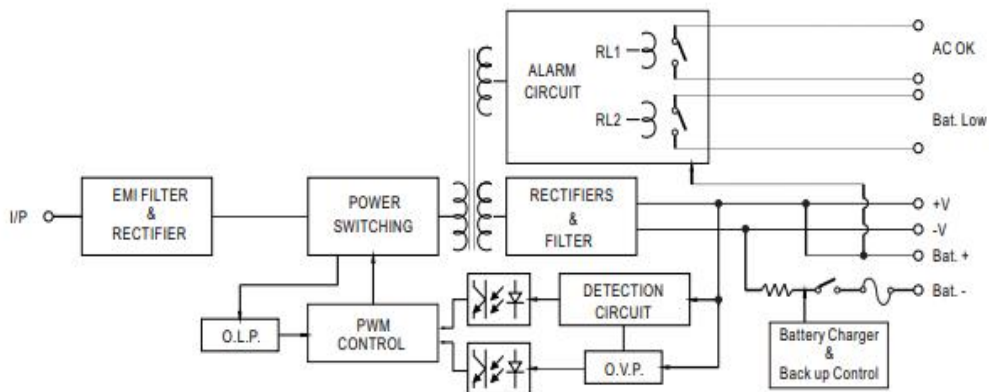 RL1
AC OK
ALARM
CIRCUIT
RL2
Bat. Low
I/P
EMI FILTER
&
RECTIFIER
POWER
SWITCHING
RECTIFIERS
&
FILTER
+V
-V
Bat. +
Bat. -
DETECTION
CIRCUIT
O.L.P.
PWM
CONTROL
O.V.P.
Battery Charger
&
Back up Control